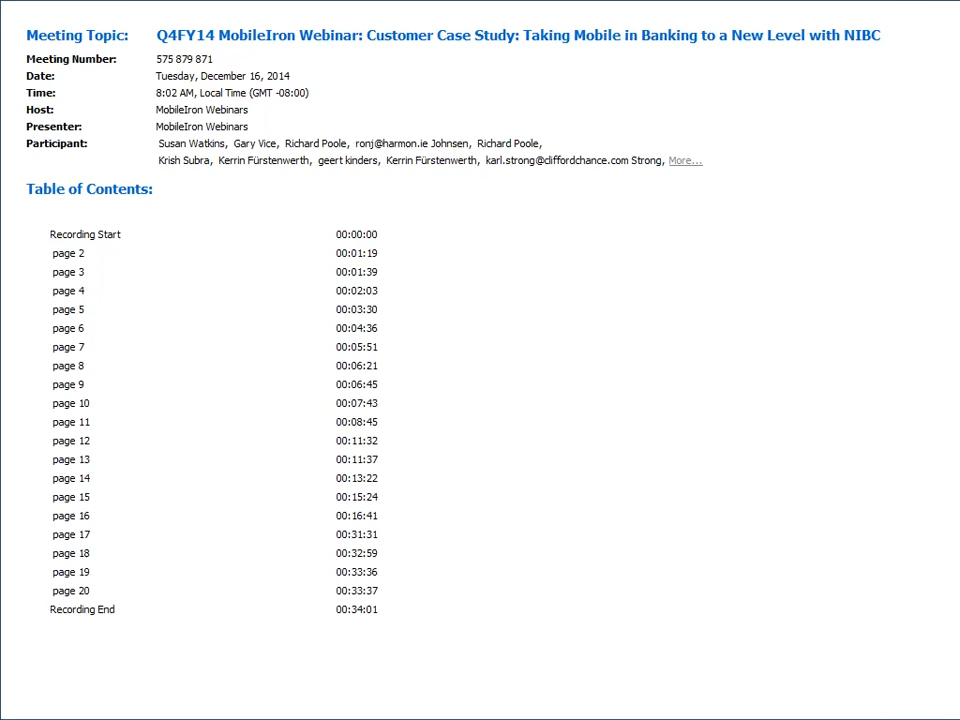 Meeting Topic: Q4FY14 MobileIron Webinar: Customer Case Study: Taking Mobile in Banking to a New Level with NIBC
Meeting Number: 575 879 871
Date: Tuesday, December 16, 2014
Time: 8:02 AM, Local Time (GMT -08:00)
Host: MobileIron Webinars
Presenter: MobileIron Webinars
Participant: Susan Watkins, Gary Vice, Richard Poole, ronj@harmon.ie Johnsen, Richard Poole,
Krish Subra, Kerrin Fürstenwerth, geert kinders, Kerrin Fürstenwerth, karl.strong@cliffordchance.com Strong, More...
Table of Contents:
Recording Start 00:00:00
page 2 00:01:19
page 3 00:01:39
page 4 00:02:03
page 5 00:03:30
page 6 00:04:36
page 7 00:05:51
page 8 00:06:21
page 9 00:06:45
page 10 00:07:43
page 11 00:08:45
page 12 00:11:32
page 13 00:11:37
page 14 00:13:22
page 15 00:15:24
page 16 00:16:41
page 17 00:31:31
page 18 00:32:59
page 19 00:33:36
page 20 00:33:37
Recording End 00:34:01